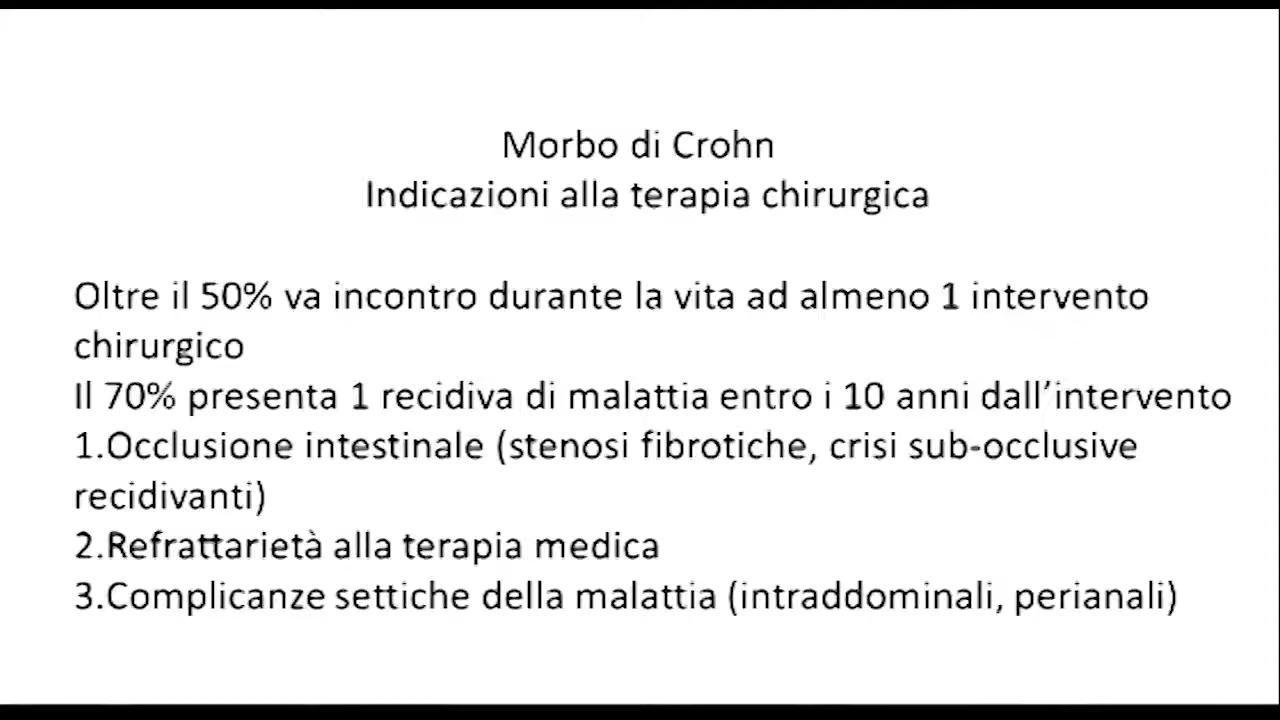 Morbo di Crohn
Indicazioni alla terapia chirurgica
Oltre il 50% va incontro durante la vita ad almeno 1 intervento
chirurgico
Il 70% presenta 1 recidiva di malattia entro i 10 anni dall’intervento
1.Occlusione intestinale (stenosi fibrotiche, crisi sub-occlusive
recidivanti)
2.Refrattarietà alla terapia medica
3.Complicanze settiche della malattia (intraddominali, perianali)